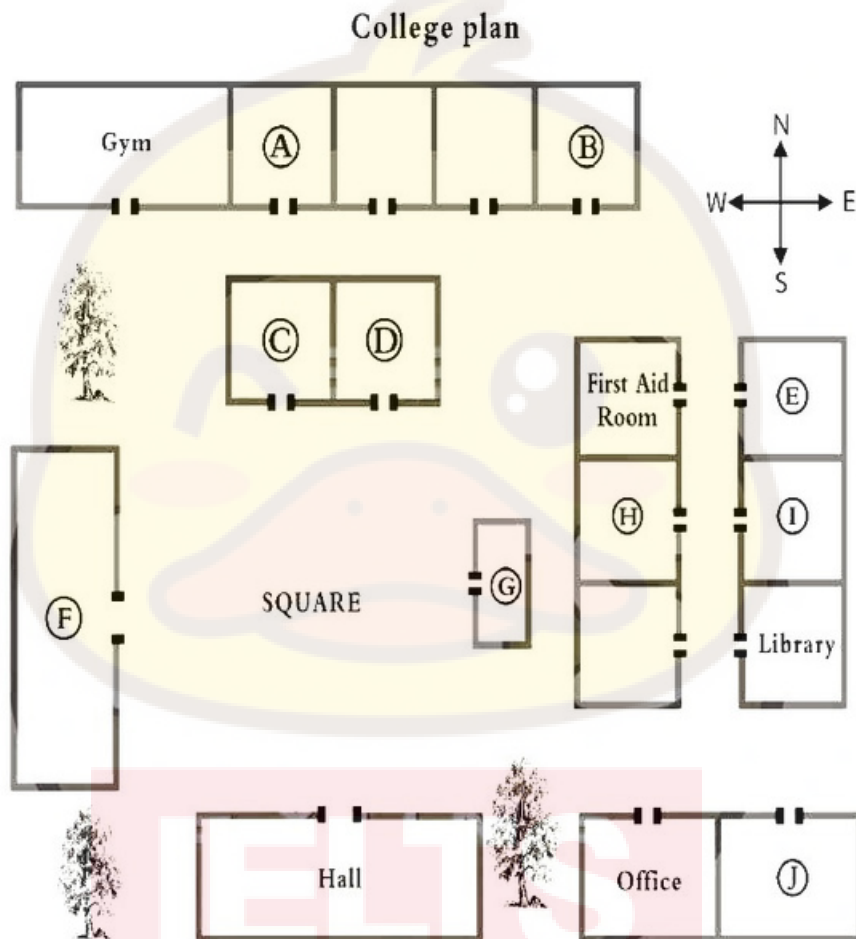 College plan
Gym
A
B
N
W
E
S
C
D
First Aid
Room
E
H
I
F
SQUARE
G
Library
Hall
Office
J
IELTS